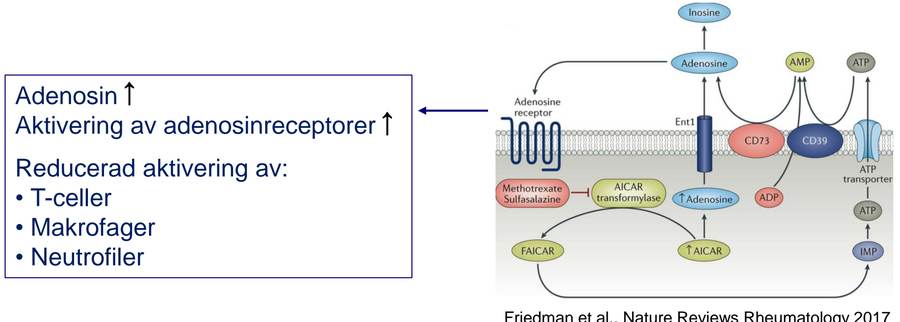 Adenosin ↑
Aktivering av adenosinreceptorer ↑
Reducerad aktivering av:
• T-celler
• Makrofager
• Neutrofiler
Inosine
Adenosine
AMP
ATP
Adenosine
receptor
Ent1
CD73
CD39
ATP
transporter
Methotrexate
Sulfasalazine
AICAR
transformylase
↑Adenosine
ADP
ATP
FAICAR
↑AICAR
IMP
Friedman et al., Nature Reviews Rheumatology 2017